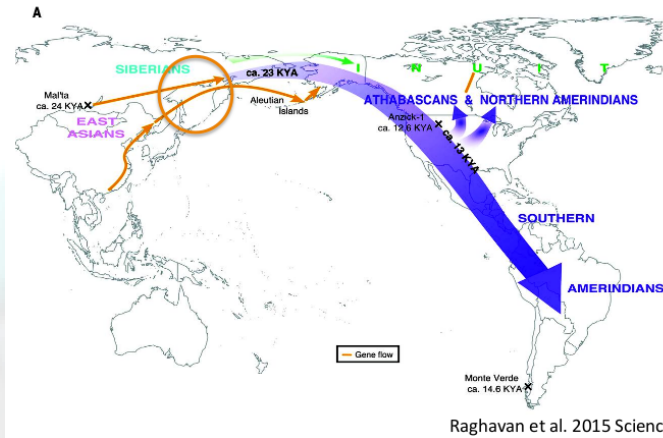 A
SIBERIANS
ca. 23 KYA
I N U I T
Mal'ta
ca. 24 KYA
Aleutian
Islands
ATHABASCANS & NORTHERN AMERINDIANS
EAST
ASIANS
Anzick-1
ca. 12.6 KYA
ca. 13 KYA
SOUTHERN
AMERINDIANS
Gene flow
Monte Verde
ca. 14.6 KYA
Raghavan et al. 2015 Scienc